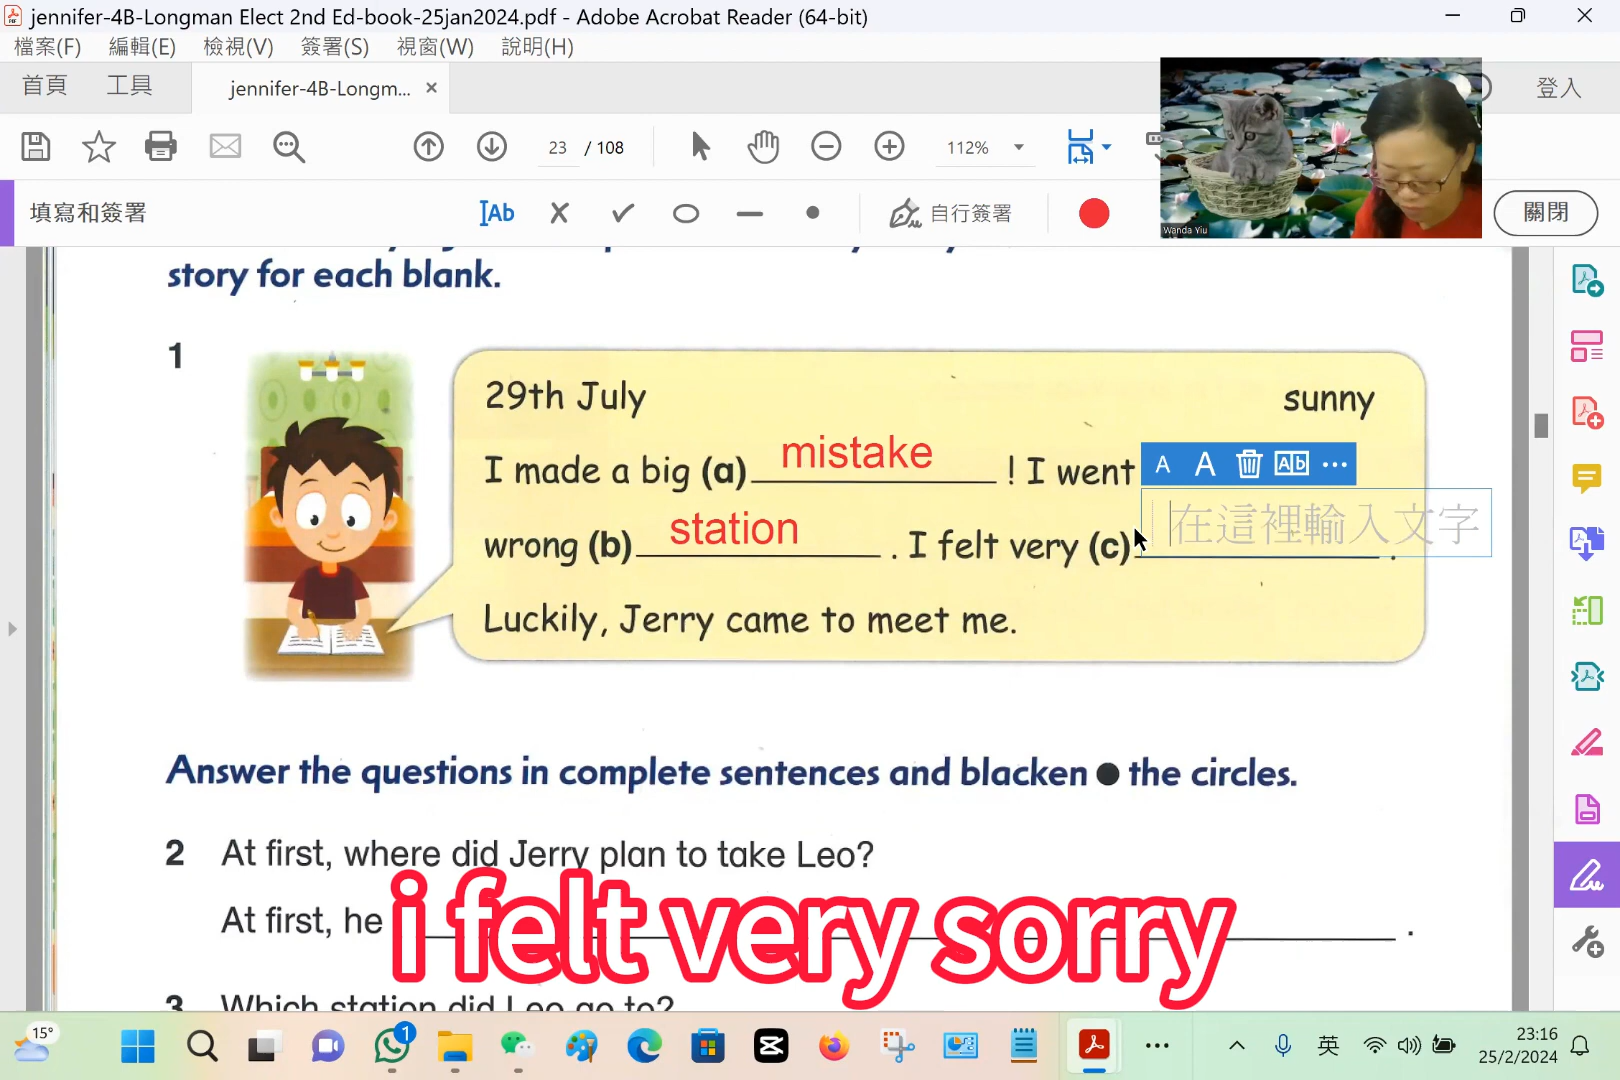 jennifer-4B-Longman Elect 2nd Ed-book-25jan2024.pdf - Adobe Acrobat Reader (64-bit)
檔案(F) 編輯(E) 檢視(V) 簽署(S) 視窗(W) 說明(H)
首頁 工具 jennifer-4B-Longm... 登入
23 / 108 112%
填寫和簽署 Ab 自行簽署 關閉
Wanda Yiu
story for each blank.
1
29th July sunny
I made a big (a) mistake ! I went
A A Ab
wrong (b) station . I felt very (c) 在這裡輸入文字 .
Luckily, Jerry came to meet me.
Answer the questions in complete sentences and blacken ● the circles.
2 At first, where did Jerry plan to take Leo?
At first, he .
i felt very sorry
3 Which station did Leo go to?
15° 1 英 23:16
25/2/2024